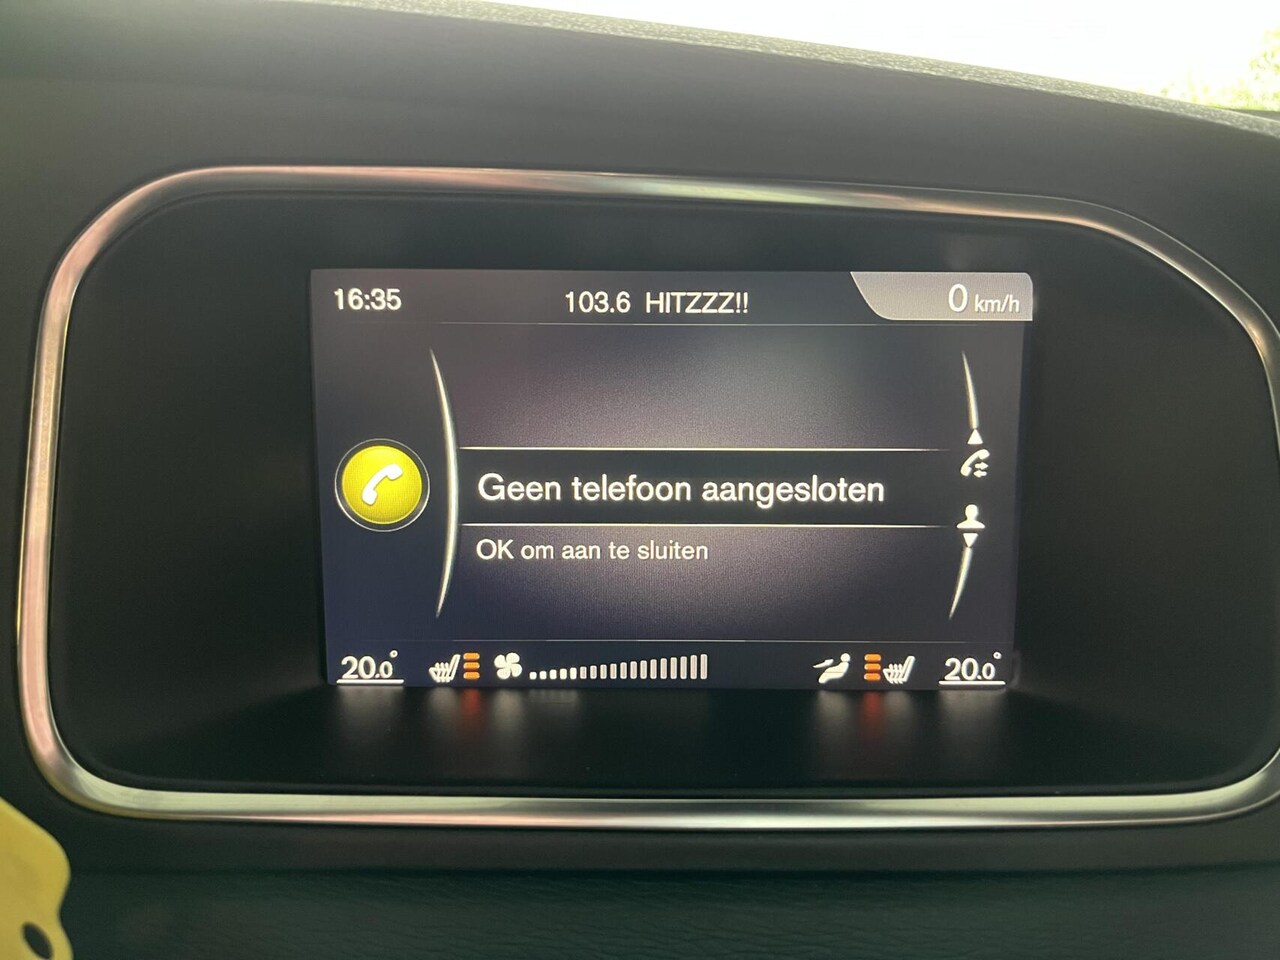 16:35 103.6 HITZZZ!! 0 km/h
Geen telefoon aangesloten
OK om aan te sluiten
20.0° 20.0°